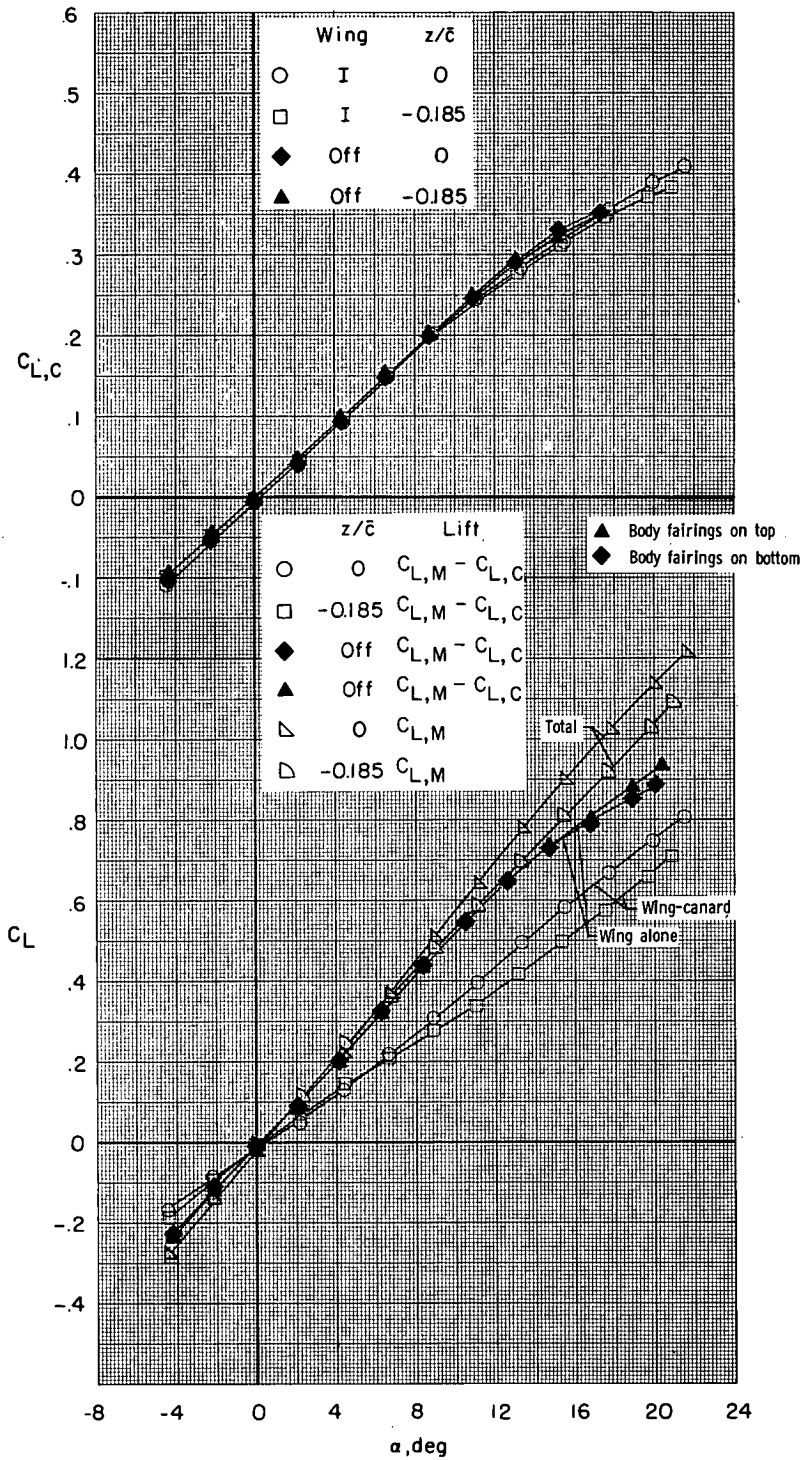 .6
.5
.4
.3
.2
.1
0
-.1
C_L,C
Wing z/c̄
I 0
I -0.185
Off 0
Off -0.185
Body fairings on top
Body fairings on bottom
z/c̄ Lift
0 C_L,M - C_L,C
-0.185 C_L,M - C_L,C
Off C_L,M - C_L,C
Off C_L,M - C_L,C
0 C_L,M
-0.185 C_L,M
1.2
1.0
.8
.6
.4
.2
0
-.2
-.4
C_L
Total
Wing-canard
Wing alone
-8 -4 0 4 8 12 16 20 24
α, deg